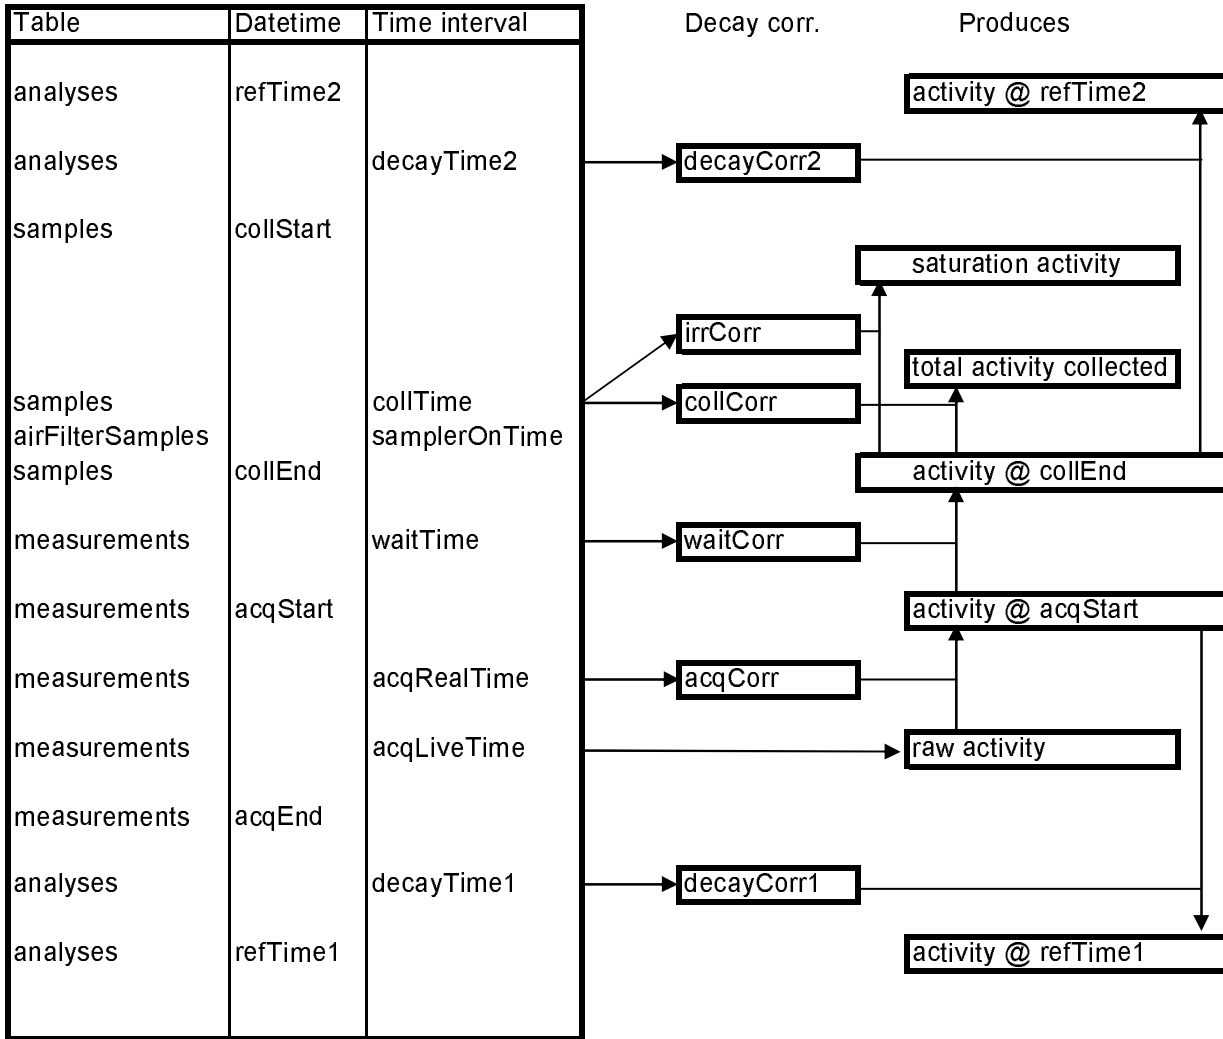 Table Datetime Time interval Decay corr. Produces
analyses refTime2 activity @ refTime2
analyses decayTime2 decayCorr2
samples collStart
saturation activity
irrCorr
total activity collected
samples collTime collCorr
airFilterSamples samplerOnTime
samples collEnd activity @ collEnd
measurements waitTime waitCorr
measurements acqStart activity @ acqStart
measurements acqRealTime acqCorr
measurements acqLiveTime raw activity
measurements acqEnd
analyses decayTime1 decayCorr1
analyses refTime1 activity @ refTime1